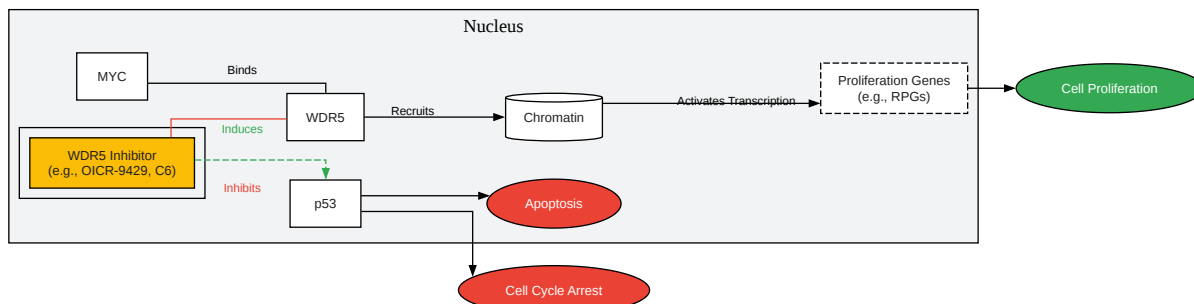 Nucleus
MYC
Binds
WDR5
Recruits
Chromatin
Activates Transcription
Proliferation Genes
(e.g., RPGs)
Cell Proliferation
Induces
WDR5 Inhibitor
(e.g., OICR-9429, C6)
Inhibits
p53
Apoptosis
Cell Cycle Arrest